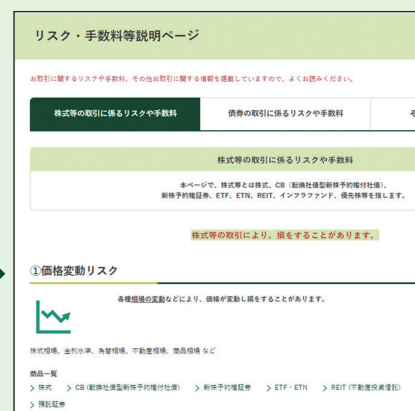 リスク・手数料等説明ページ
お取引に関するリスクや手数料、その他お取引に関する情報を掲載していますので、よくお読みください。
株式等の取引に係るリスクや手数料
債券の取引に係るリスクや手数料
そ
株式等の取引に係るリスクや手数料
本ページで、株式等とは株式、CB（転換社債型新株予約権付社債）、
新株予約権証券、ETF、ETN、REIT、インフラファンド、優先株等を指します。
株式等の取引により、損をすることがあります。
①価格変動リスク
各種相場の変動などにより、価格が変動し損をすることがあります。
株式相場、金利水準、為替相場、不動産相場、商品相場 など
商品一覧
> 株式 > CB（転換社債型新株予約権付社債） > 新株予約権証券 > ETF・ETN > REIT（不動産投資信託）
> 預託証券